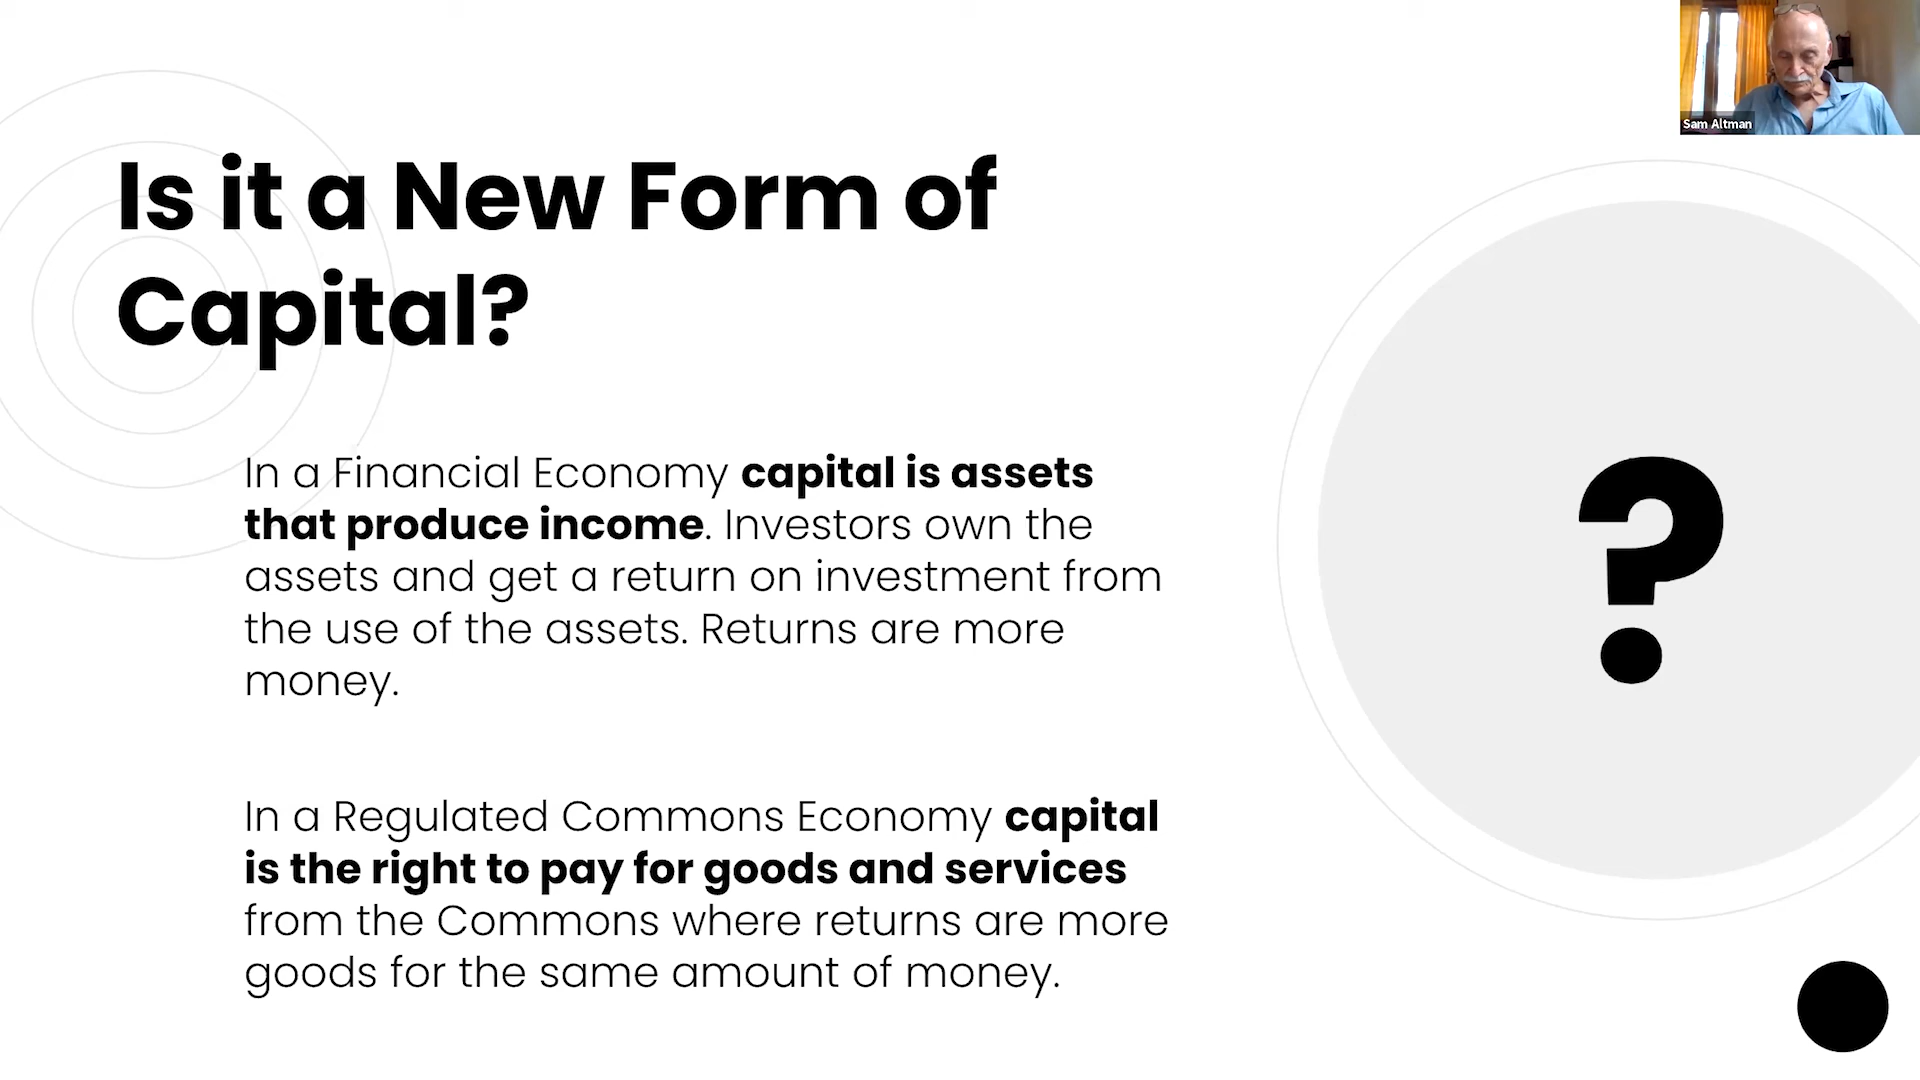 Sam Altman
Is it a New Form of
Capital?
In a Financial Economy capital is assets
that produce income. Investors own the
assets and get a return on investment from
the use of the assets. Returns are more
money.
In a Regulated Commons Economy capital
is the right to pay for goods and services
from the Commons where returns are more
goods for the same amount of money.
?